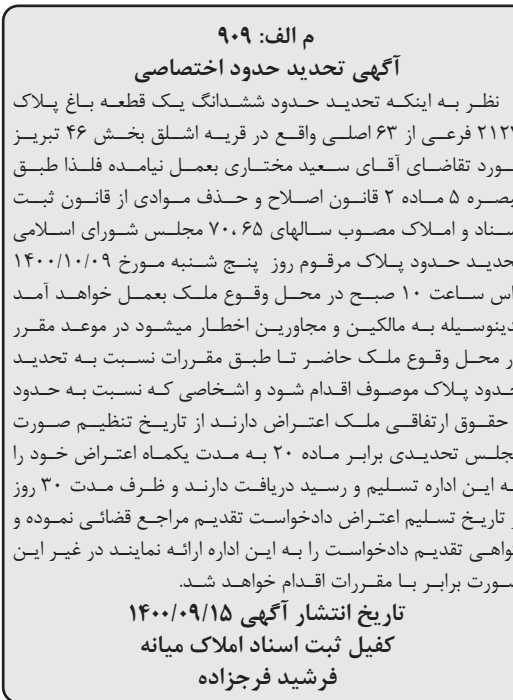 م الف: ۹۰۹
آگهی تحدید حدود اختصاصی
نظر به اینکه تحدید حدود ششدانگ یک قطعه باغ پلاک
فرعی از ۶۳ اصلی واقع در قریه اشلق بخش ۴۶ تبریز
مورد تقاضای آقای سعید مختاری بعمل نیامده فلذا طبق
تبصره ۵ ماده ۲ قانون اصلاح و حذف موادی از قانون ثبت
اسناد و املاک مصوب سالهای ۶۵، ۷۰ مجلس شورای اسلامی
تحدید حدود پلاک مرقوم روز پنج شنبه مورخ ۱۴۰۰/۱۰/۰۹
راس ساعت ۱۰ صبح در محل وقوع ملک بعمل خواهد آمد
بدینوسیله به مالکین و مجاورین اخطار میشود در موعد مقرر
در محل وقوع ملک حاضر تا طبق مقررات نسبت به تحدید
حدود پلاک موصوف اقدام شود و اشخاصی که نسبت به حدود
حقوق ارتفاقی ملک اعتراض دارند از تاریخ تنظیم صورت
مجلس تحدیدی برابر ماده ۲۰ به مدت یکماه اعتراض خود را
به این اداره تسلیم و رسید دریافت دارند و ظرف مدت ۳۰ روز
از تاریخ تسلیم اعتراض دادخواست تقدیم مراجع قضائی نموده و
گواهی تقدیم دادخواست را به این اداره ارائه نمایند در غیر این
صورت برابر با مقررات اقدام خواهد شد.
تاریخ انتشار آگهی ۱۴۰۰/۰۹/۱۵
کفیل ثبت اسناد املاک میانه
فرشید فرجزاده